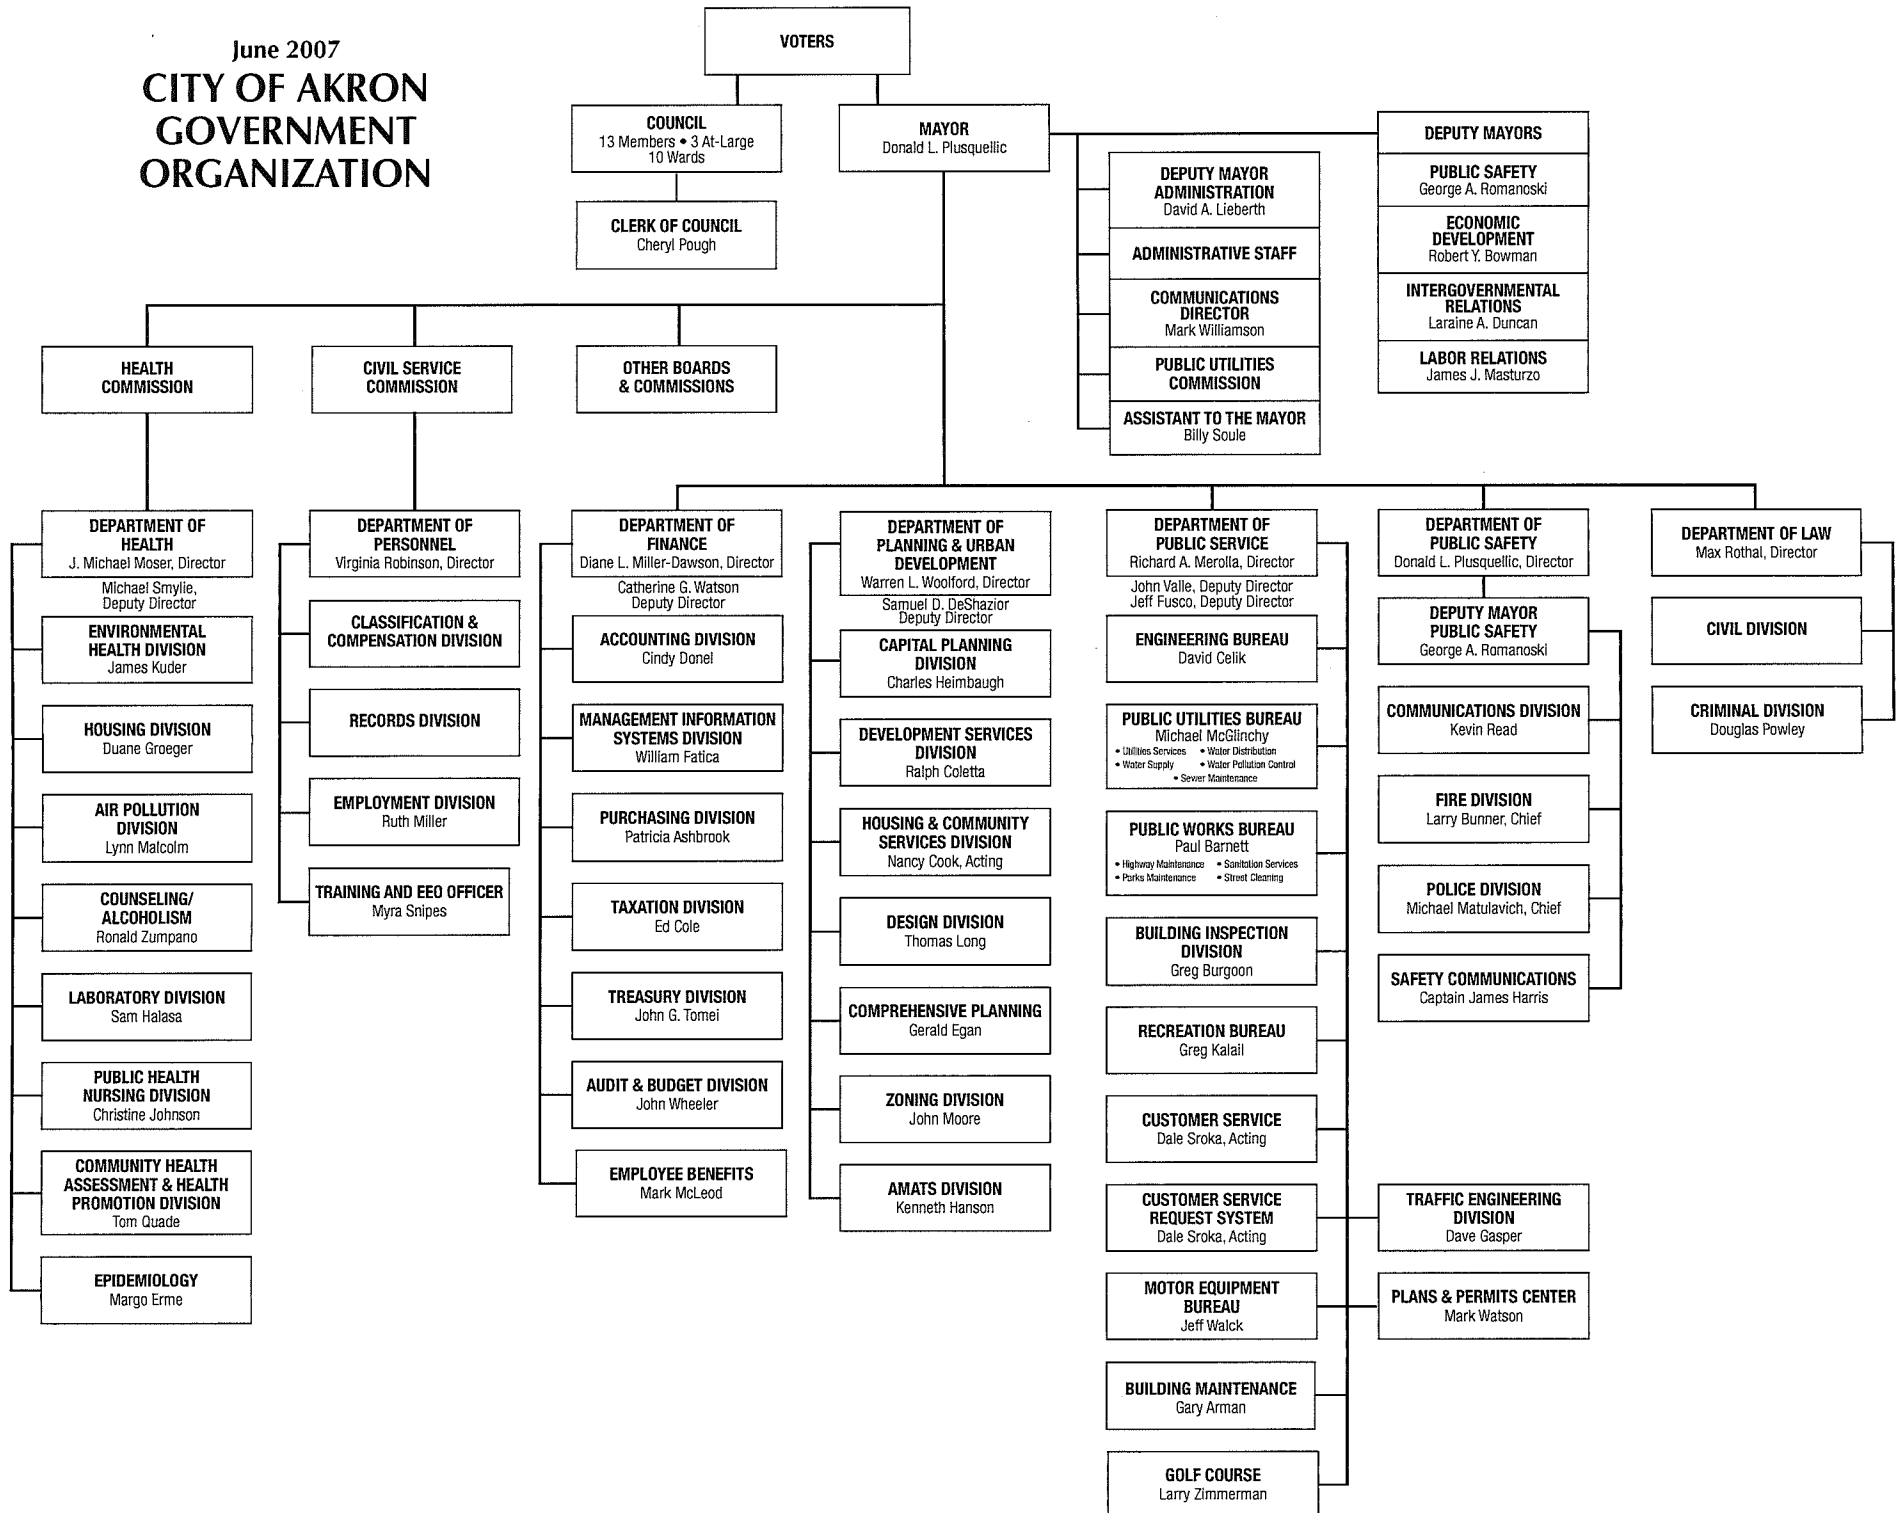 June 2007
CITY OF AKRON
GOVERNMENT
ORGANIZATION
VOTERS
COUNCIL
13 Members • 3 At-Large
10 Wards
MAYOR
Donald L. Plusquellic
CLERK OF COUNCIL
Cheryl Pough
DEPUTY MAYOR
ADMINISTRATION
David A. Lieberth
ADMINISTRATIVE STAFF
COMMUNICATIONS
DIRECTOR
Mark Williamson
PUBLIC UTILITIES
COMMISSION
ASSISTANT TO THE MAYOR
Billy Soule
DEPUTY MAYORS
PUBLIC SAFETY
George A. Romanoski
ECONOMIC
DEVELOPMENT
Robert Y. Bowman
INTERGOVERNMENTAL
RELATIONS
Laraine A. Duncan
LABOR RELATIONS
James J. Masturzo
HEALTH
COMMISSION
CIVIL SERVICE
COMMISSION
OTHER BOARDS
& COMMISSIONS
DEPARTMENT OF
HEALTH
J. Michael Moser, Director
Michael Smylie,
Deputy Director
ENVIRONMENTAL
HEALTH DIVISION
James Kuder
HOUSING DIVISION
Duane Groeger
AIR POLLUTION
DIVISION
Lynn Malcolm
COUNSELING/
ALCOHOLISM
Ronald Zumpano
LABORATORY DIVISION
Sam Halasa
PUBLIC HEALTH
NURSING DIVISION
Christine Johnson
COMMUNITY HEALTH
ASSESSMENT & HEALTH
PROMOTION DIVISION
Tom Quade
EPIDEMIOLOGY
Margo Erme
DEPARTMENT OF
PERSONNEL
Virginia Robinson, Director
CLASSIFICATION &
COMPENSATION DIVISION
RECORDS DIVISION
EMPLOYMENT DIVISION
Ruth Miller
TRAINING AND EEO OFFICER
Myra Snipes
DEPARTMENT OF
FINANCE
Diane L. Miller-Dawson, Director
Catherine G. Watson
Deputy Director
ACCOUNTING DIVISION
Cindy Donel
MANAGEMENT INFORMATION
SYSTEMS DIVISION
William Fatica
PURCHASING DIVISION
Patricia Ashbrook
TAXATION DIVISION
Ed Cole
TREASURY DIVISION
John G. Tomei
AUDIT & BUDGET DIVISION
John Wheeler
EMPLOYEE BENEFITS
Mark McLeod
DEPARTMENT OF
PLANNING & URBAN
DEVELOPMENT
Warren L. Woolford, Director
Samuel D. DeShazior
Deputy Director
CAPITAL PLANNING
DIVISION
Charles Heimbaugh
DEVELOPMENT SERVICES
DIVISION
Ralph Coletta
HOUSING & COMMUNITY
SERVICES DIVISION
Nancy Cook, Acting
DESIGN DIVISION
Thomas Long
COMPREHENSIVE PLANNING
Gerald Egan
ZONING DIVISION
John Moore
AMATS DIVISION
Kenneth Hanson
DEPARTMENT OF
PUBLIC SERVICE
Richard A. Merolla, Director
John Valle, Deputy Director
Jeff Fusco, Deputy Director
ENGINEERING BUREAU
David Celik
PUBLIC UTILITIES BUREAU
Michael McGlinchy
• Utilities Services • Water Distribution
• Water Supply • Water Pollution Control
• Sewer Maintenance
PUBLIC WORKS BUREAU
Paul Barnett
• Highway Maintenance • Sanitation Services
• Parks Maintenance • Street Cleaning
BUILDING INSPECTION
DIVISION
Greg Burgoon
RECREATION BUREAU
Greg Kalail
CUSTOMER SERVICE
Dale Sroka, Acting
CUSTOMER SERVICE
REQUEST SYSTEM
Dale Sroka, Acting
MOTOR EQUIPMENT
BUREAU
Jeff Walck
BUILDING MAINTENANCE
Gary Arman
GOLF COURSE
Larry Zimmerman
DEPARTMENT OF
PUBLIC SAFETY
Donald L. Plusquellic, Director
DEPUTY MAYOR
PUBLIC SAFETY
George A. Romanoski
COMMUNICATIONS DIVISION
Kevin Read
FIRE DIVISION
Larry Bunner, Chief
POLICE DIVISION
Michael Matulavich, Chief
SAFETY COMMUNICATIONS
Captain James Harris
TRAFFIC ENGINEERING
DIVISION
Dave Gasper
PLANS & PERMITS CENTER
Mark Watson
DEPARTMENT OF LAW
Max Rothal, Director
CIVIL DIVISION
CRIMINAL DIVISION
Douglas Powley